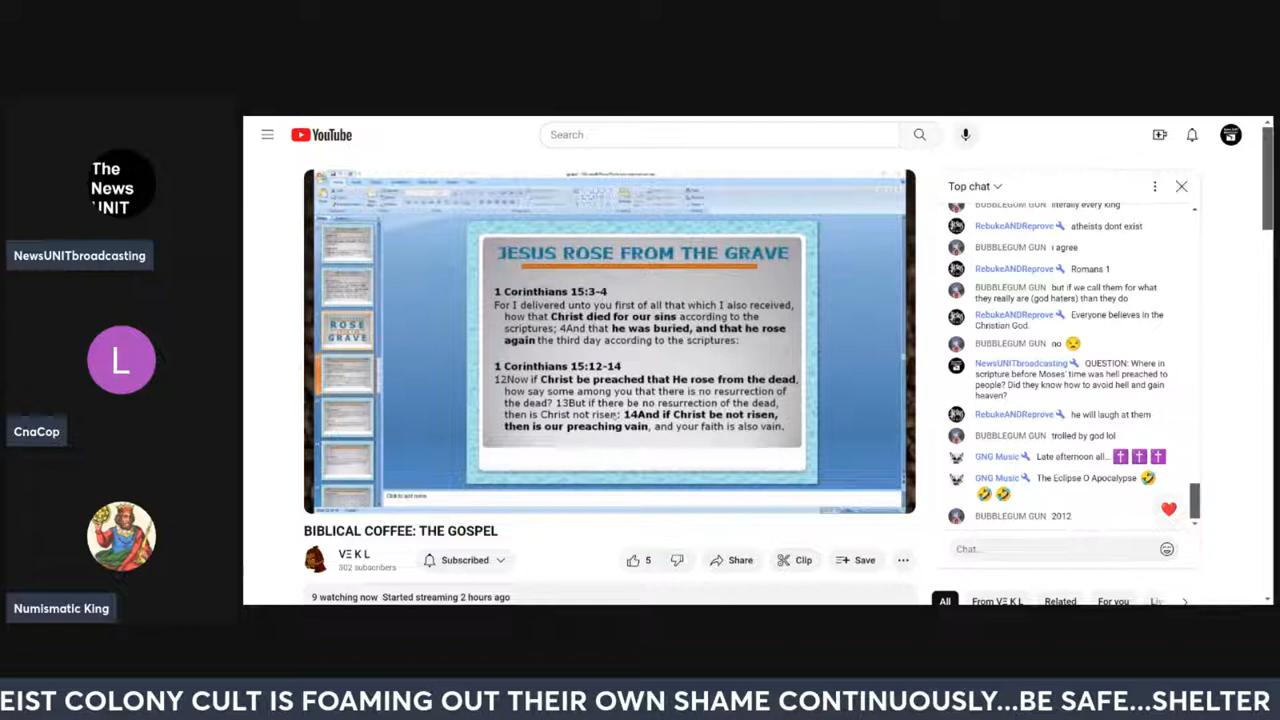 The
News
UNIT
NewsUNITbroadcasting
L
CnaCop
Numismatic King
YouTube
Search
JESUS ROSE FROM THE GRAVE
1 Corinthians 15:3-4
For I delivered unto you first of all that which I also received,
how that Christ died for our sins according to the
scriptures; 4And that he was buried, and that he rose
again the third day according to the scriptures:
1 Corinthians 15:12-14
12Now if Christ be preached that He rose from the dead,
how say some among you that there is no resurrection of
the dead? 13But if there be no resurrection of the dead,
then is Christ not risen: 14And if Christ be not risen,
then is our preaching vain, and your faith is also vain.
ROSE
GRAVE
Click to add notes
BIBLICAL COFFEE: THE GOSPEL
VΞ K L
302 subscribers
Subscribed
5
Share
Clip
Save
9 watching now Started streaming 2 hours ago
Top chat
BUBBLEGUM GUN literally every king
RebukeANDReprove atheists dont exist
BUBBLEGUM GUN i agree
RebukeANDReprove Romans 1
BUBBLEGUM GUN but if we call them for what
they really are (god haters) than they do
RebukeANDReprove Everyone believes in the
Christian God.
BUBBLEGUM GUN no 😒
NewsUNITbroadcasting QUESTION: Where in
scripture before Moses' time was hell preached to
people? Did they know how to avoid hell and gain
heaven?
RebukeANDReprove he will laugh at them
BUBBLEGUM GUN trolled by god lol
GNG Music Late afternoon all... ✝️✝️✝️
GNG Music The Eclipse O Apocalypse 🤣
🤣🤣
BUBBLEGUM GUN 2012
Chat...
All From VΞ K L Related For you Li
EIST COLONY CULT IS FOAMING OUT THEIR OWN SHAME CONTINUOUSLY...BE SAFE...SHELTER